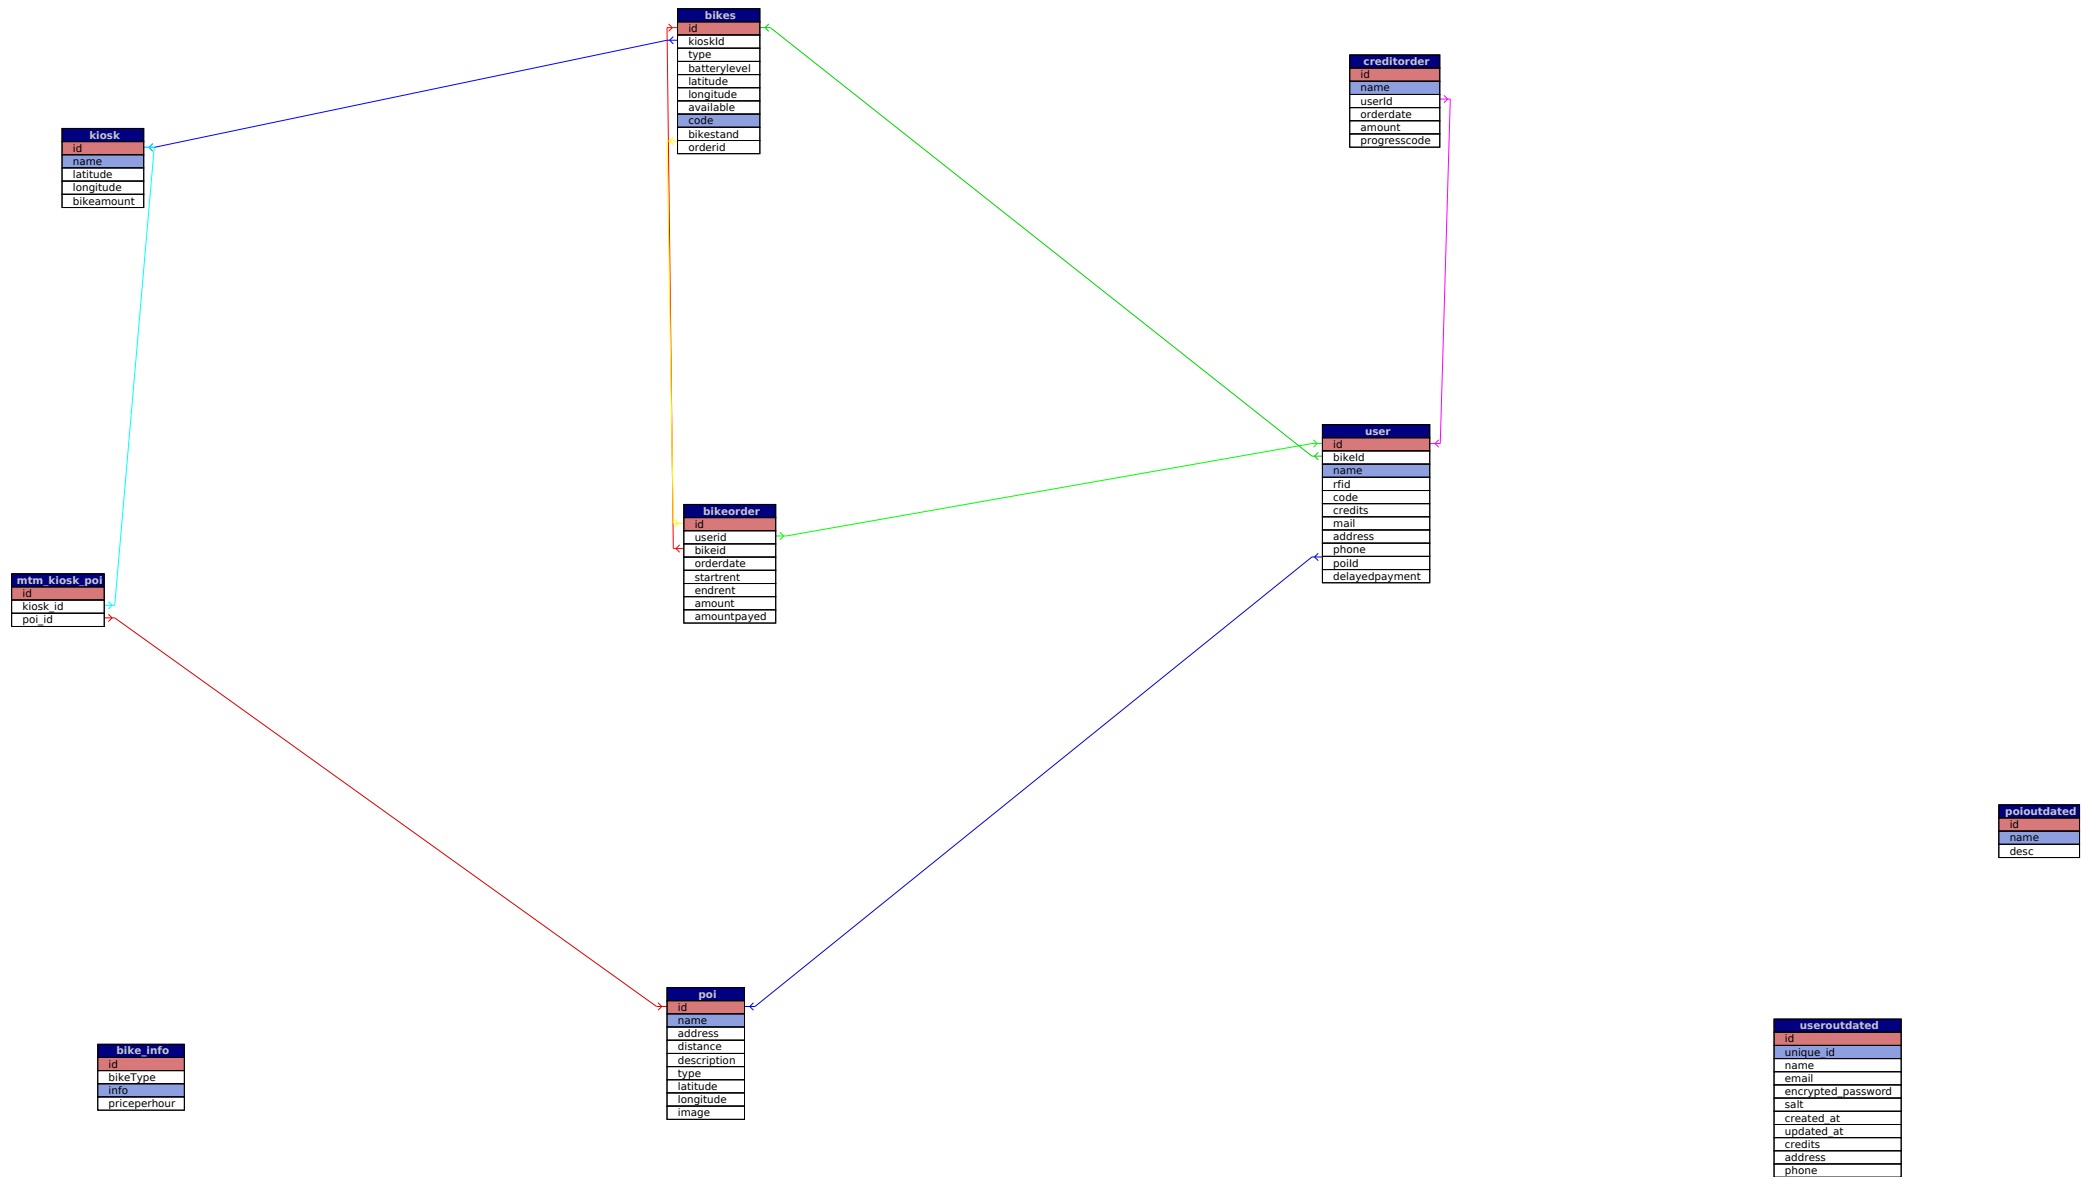 bikes
id
kioskId
type
batterylevel
latitude
longitude
available
code
bikestand
orderid
creditorder
id
name
userId
orderdate
amount
progresscode
kiosk
id
name
latitude
longitude
bikeamount
user
id
bikeId
name
rfid
code
credits
mail
address
phone
poiId
delayedpayment
bikeorder
id
userid
bikeid
orderdate
startrent
endrent
amount
amountpayed
mtm_kiosk_poi
id
kiosk_id
poi_id
poioutdated
id
name
desc
poi
id
name
address
distance
description
type
latitude
longitude
image
useroutdated
id
unique_id
name
email
encrypted_password
salt
created_at
updated_at
credits
address
phone
bike_info
id
bikeType
info
priceperhour